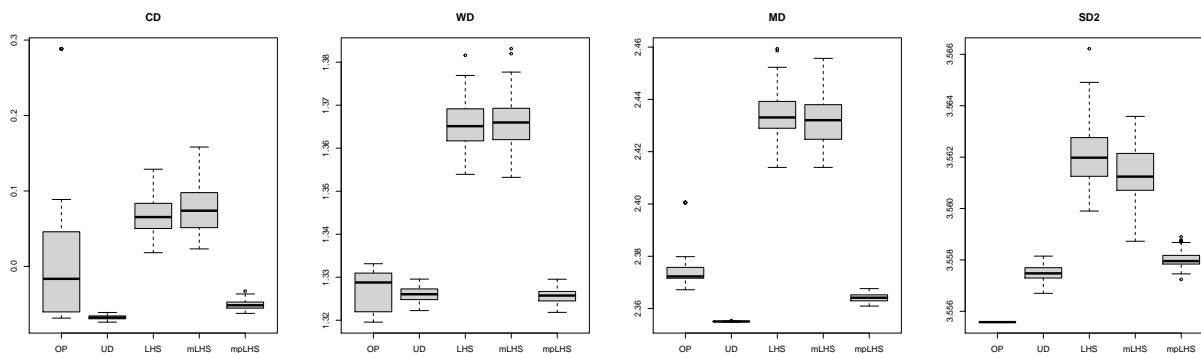 CD
0.3
0.2
0.1
0.0
OP UD LHS mLHS mpLHS
WD
1.38
1.37
1.36
1.35
1.34
1.33
1.32
OP UD LHS mLHS mpLHS
MD
2.46
2.44
2.42
2.40
2.38
2.36
OP UD LHS mLHS mpLHS
SD2
3.566
3.564
3.562
3.560
3.558
3.556
OP UD LHS mLHS mpLHS